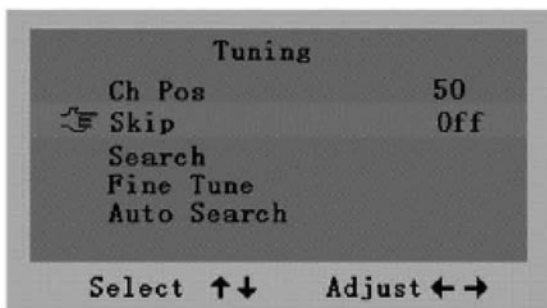 Tuning
Ch Pos 50
Skip Off
Search
Fine Tune
Auto Search
Select ↑↓ Adjust ←→